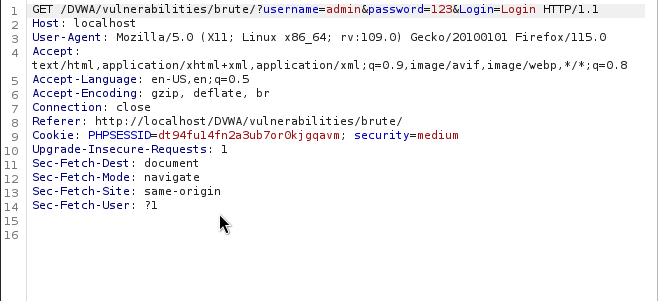 1 GET /DVWA/vulnerabilities/brute/?username=admin&password=123&Login=Login HTTP/1.1
2 Host: localhost
3 User-Agent: Mozilla/5.0 (X11; Linux x86_64; rv:109.0) Gecko/20100101 Firefox/115.0
4 Accept:
text/html,application/xhtml+xml,application/xml;q=0.9,image/avif,image/webp,*/*;q=0.8
5 Accept-Language: en-US,en;q=0.5
6 Accept-Encoding: gzip, deflate, br
7 Connection: close
8 Referer: http://localhost/DVWA/vulnerabilities/brute/
9 Cookie: PHPSESSID=dt94fu14fn2a3ub7or0kjgqavm; security=medium
10 Upgrade-Insecure-Requests: 1
11 Sec-Fetch-Dest: document
12 Sec-Fetch-Mode: navigate
13 Sec-Fetch-Site: same-origin
14 Sec-Fetch-User: ?1
15
16